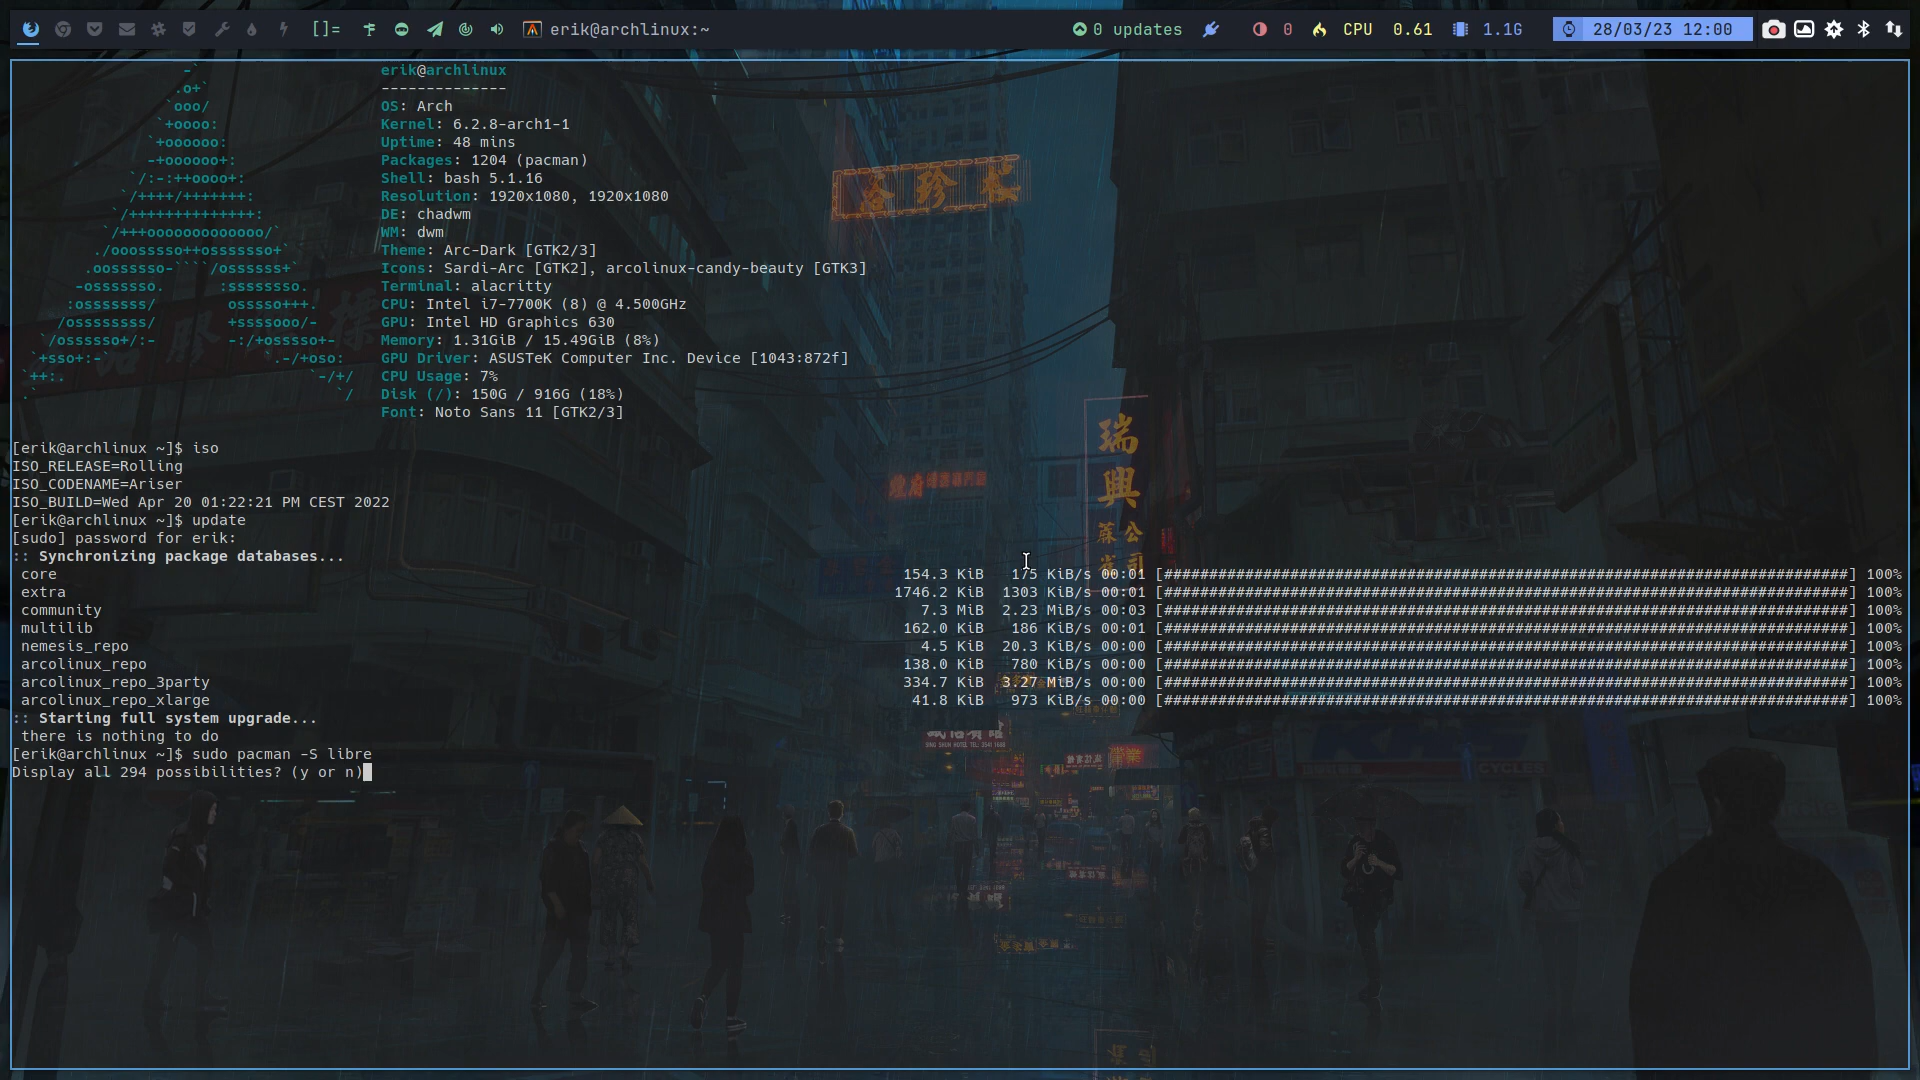 []= erik@archlinux:~ 0 updates 0 CPU 0.61 1.1G 28/03/23 12:00
erik@archlinux
--------------
OS: Arch
Kernel: 6.2.8-arch1-1
Uptime: 48 mins
Packages: 1204 (pacman)
Shell: bash 5.1.16
Resolution: 1920x1080, 1920x1080
DE: chadwm
WM: dwm
Theme: Arc-Dark [GTK2/3]
Icons: Sardi-Arc [GTK2], arcolinux-candy-beauty [GTK3]
Terminal: alacritty
CPU: Intel i7-7700K (8) @ 4.500GHz
GPU: Intel HD Graphics 630
Memory: 1.31GiB / 15.49GiB (8%)
GPU Driver: ASUSTeK Computer Inc. Device [1043:872f]
CPU Usage: 7%
Disk (/): 150G / 916G (18%)
Font: Noto Sans 11 [GTK2/3]
[erik@archlinux ~]$ iso
ISO_RELEASE=Rolling
ISO_CODENAME=Ariser
ISO_BUILD=Wed Apr 20 01:22:21 PM CEST 2022
[erik@archlinux ~]$ update
[sudo] password for erik:
:: Synchronizing package databases...
core 154.3 KiB 175 KiB/s 00:01 [############################################################################] 100%
extra 1746.2 KiB 1303 KiB/s 00:01 [############################################################################] 100%
community 7.3 MiB 2.23 MiB/s 00:03 [############################################################################] 100%
multilib 162.0 KiB 186 KiB/s 00:01 [############################################################################] 100%
nemesis_repo 4.5 KiB 20.3 KiB/s 00:00 [############################################################################] 100%
arcolinux_repo 138.0 KiB 780 KiB/s 00:00 [############################################################################] 100%
arcolinux_repo_3party 334.7 KiB 3.27 MiB/s 00:00 [############################################################################] 100%
arcolinux_repo_xlarge 41.8 KiB 973 KiB/s 00:00 [############################################################################] 100%
:: Starting full system upgrade...
there is nothing to do
[erik@archlinux ~]$ sudo pacman -S libre
Display all 294 possibilities? (y or n)
瑞
興
公
司
CYCLES